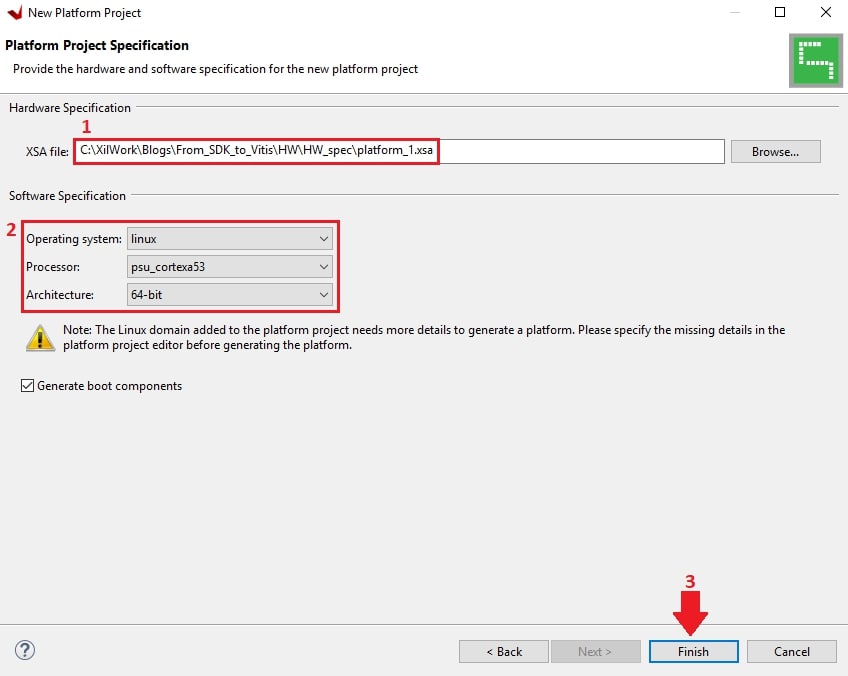 New Platform Project
Platform Project Specification
Provide the hardware and software specification for the new platform project
Hardware Specification
1
XSA file: C:\XilWork\Blogs\From_SDK_to_Vitis\HW\HW_spec\platform_1.xsa Browse...
Software Specification
2
Operating system: linux
Processor: psu_cortexa53
Architecture: 64-bit
Note: The Linux domain added to the platform project needs more details to generate a platform. Please specify the missing details in the
platform project editor before generating the platform.
Generate boot components
3
? < Back Next > Finish Cancel